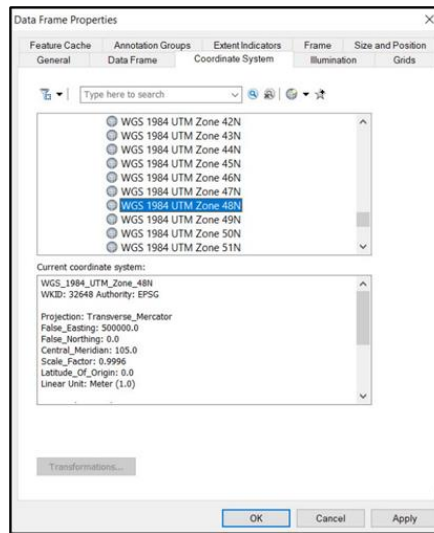 Data Frame Properties
Feature Cache Annotation Groups Extent Indicators Frame Size and Position
General Data Frame Coordinate System Illumination Grids
Type here to search
WGS 1984 UTM Zone 42N
WGS 1984 UTM Zone 43N
WGS 1984 UTM Zone 44N
WGS 1984 UTM Zone 45N
WGS 1984 UTM Zone 46N
WGS 1984 UTM Zone 47N
WGS 1984 UTM Zone 48N
WGS 1984 UTM Zone 49N
WGS 1984 UTM Zone 50N
WGS 1984 UTM Zone 51N
Current coordinate system:
WGS_1984_UTM_Zone_48N
WKID: 32648 Authority: EPSG
Projection: Transverse_Mercator
False_Easting: 500000.0
False_Northing: 0.0
Central_Meridian: 105.0
Scale_Factor: 0.9996
Latitude_Of_Origin: 0.0
Linear Unit: Meter (1.0)
Transformations...
OK Cancel Apply